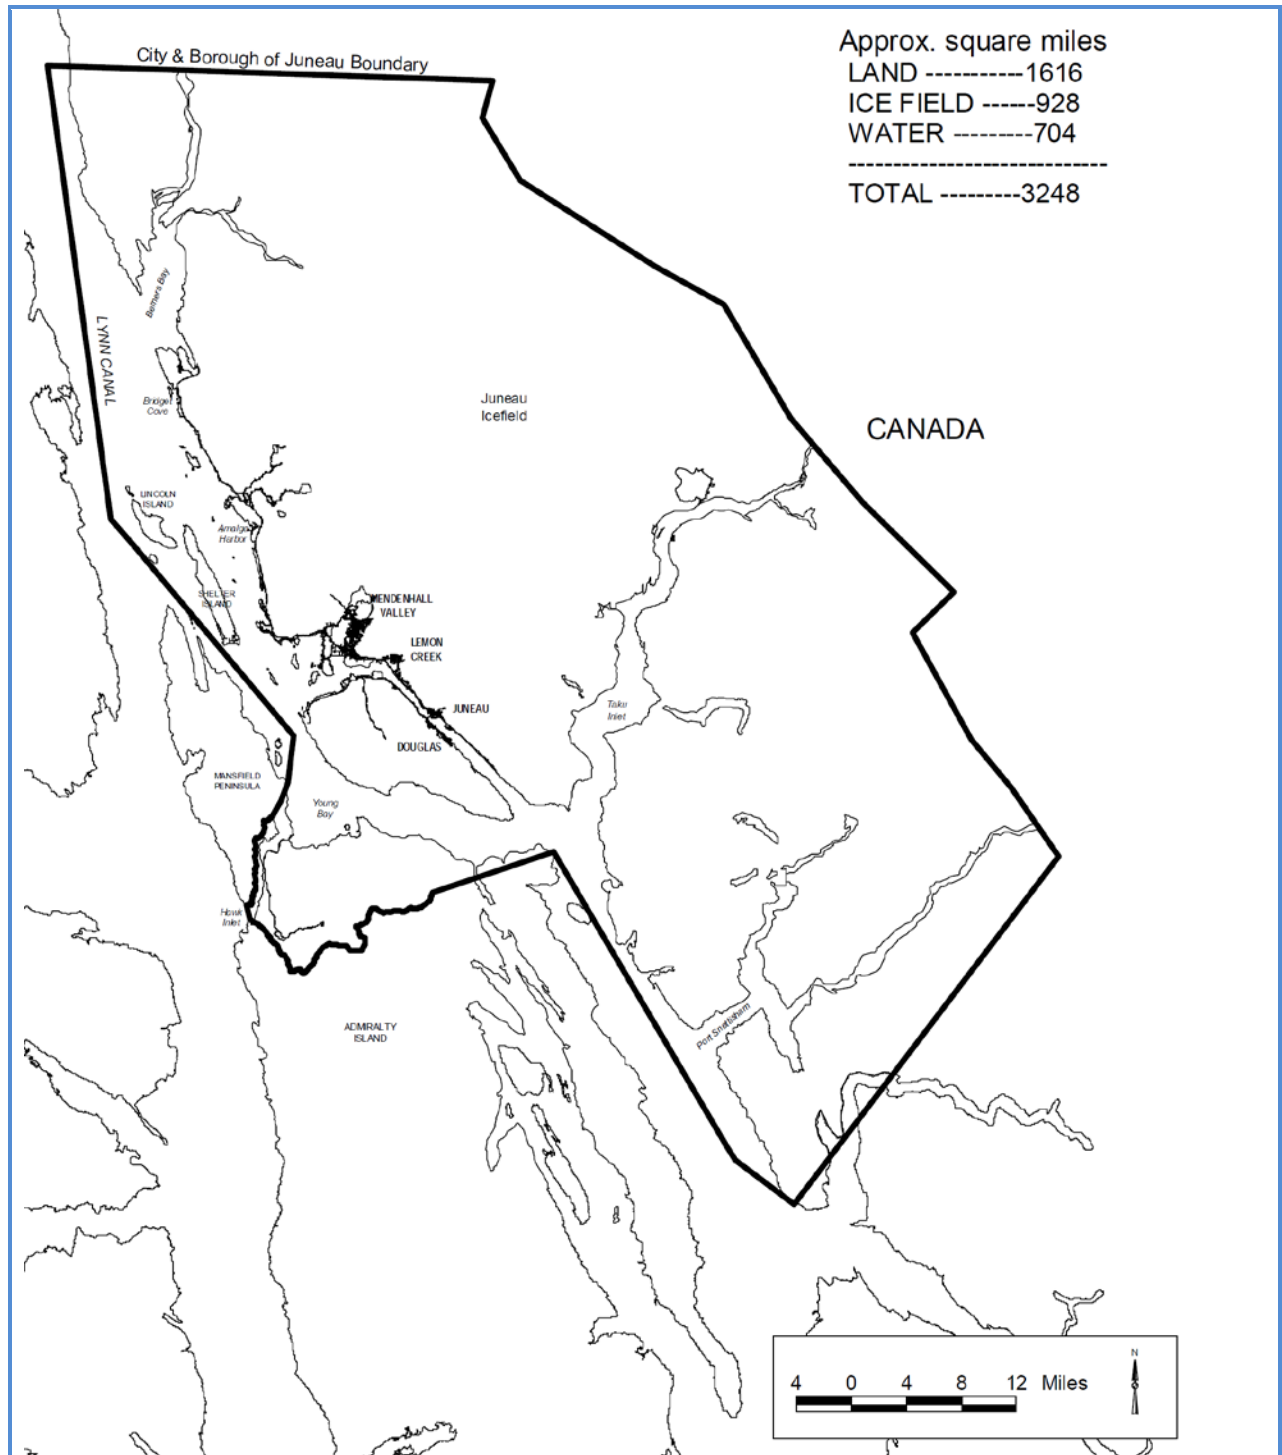 City & Borough of Juneau Boundary
Approx. square miles
LAND -----------1616
ICE FIELD ------928
WATER ---------704
-----------------------------
TOTAL ---------3248
Berners Bay
LYNN CANAL
Bridget
Cove
Juneau
Icefield
CANADA
LINCOLN
ISLAND
Amalga
Harbor
SHELTER
ISLAND
MENDENHALL
VALLEY
LEMON
CREEK
JUNEAU
DOUGLAS
Taku
Inlet
MANSFIELD
PENINSULA
Young
Bay
Hawk
Inlet
Port Snettisham
ADMIRALTY
ISLAND
4 0 4 8 12 Miles
N